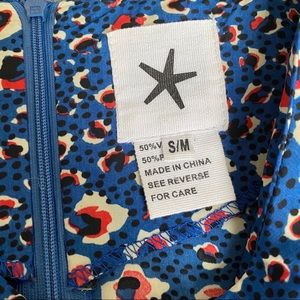 S/M
50%V
50%P
MADE IN CHINA
SEE REVERSE
FOR CARE